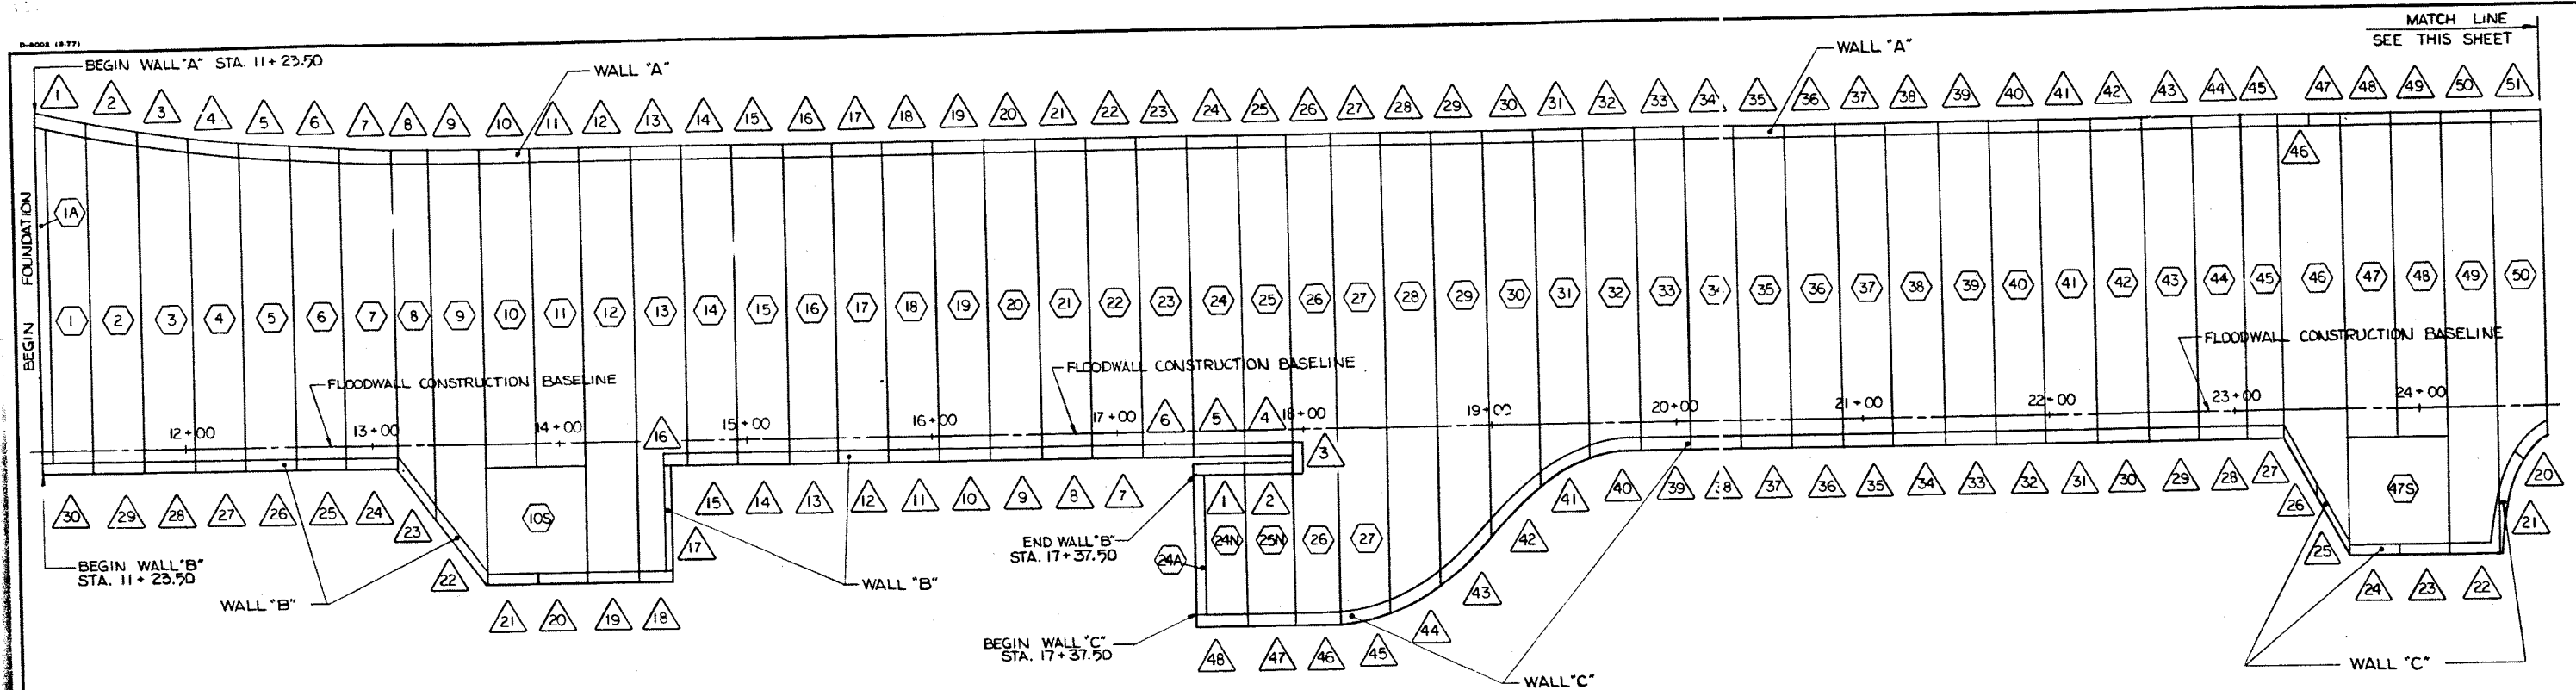 D-6002 (2-77)
MATCH LINE
SEE THIS SHEET
BEGIN WALL "A" STA. 11+23.50
WALL "A"
WALL "A"
1 2 3 4 5 6 7 8 9 10 11 12 13 14 15 16 17 18 19 20 21 22 23 24 25 26 27 28 29 30 31 32 33 34 35 36 37 38 39 40 41 42 43 44 45 47 48 49 50 51
46
BEGIN FOUNDATION
1A
1 2 3 4 5 6 7 8 9 10 11 12 13 14 15 16 17 18 19 20 21 22 23 24 25 26 27 28 29 30 31 32 33 34 35 36 37 38 39 40 41 42 43 44 45 46 47 48 49 50
FLOODWALL CONSTRUCTION BASELINE
FLOODWALL CONSTRUCTION BASELINE
FLOODWALL CONSTRUCTION BASELINE
12+00 13+00 14+00 15+00 16+00 17+00 18+00 19+00 20+00 21+00 22+00 23+00 24+00
16 6 5 4 3
30 29 28 27 26 25 24 23 22
10S
17
15 14 13 12 11 10 9 8 7
1 2
24N 25N 26 27
24A
41 40 39 38 37 36 35 34 33 32 31 30 29 28 27 26 25
47S
20
21
42
43
44
END WALL "B"
STA. 17+37.50
BEGIN WALL "B"
STA. 11+23.50
WALL "B"
WALL "B"
21 20 19 18
24 23 22
BEGIN WALL "C"
STA. 17+37.50
48 47 46 45
WALL "C"
WALL "C"